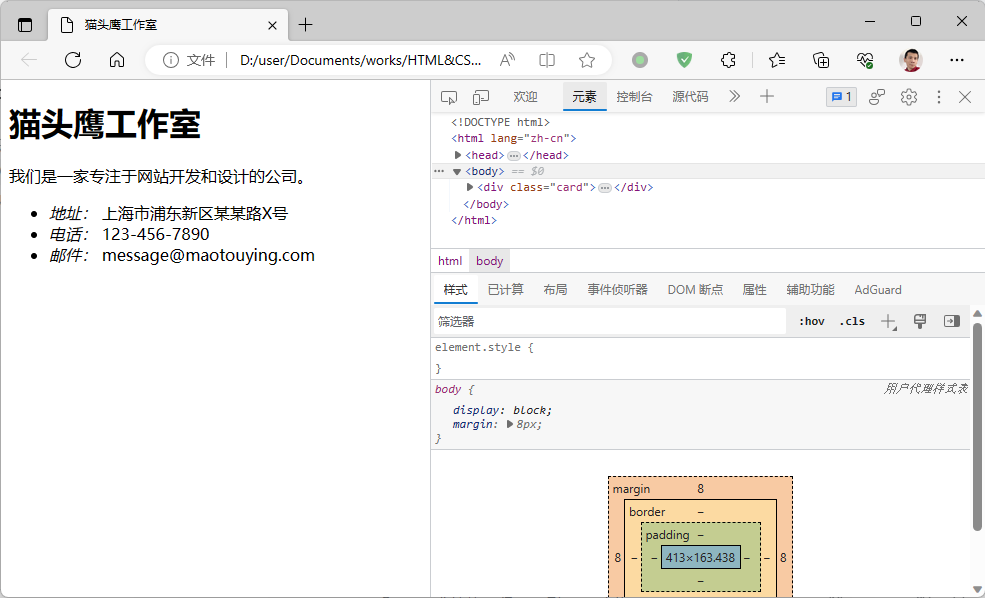 猫头鹰工作室
文件
D:/user/Documents/works/HTML&CS...
欢迎 元素 控制台 源代码 1
猫头鹰工作室
我们是一家专注于网站开发和设计的公司。
地址： 上海市浦东新区某某路X号
电话： 123-456-7890
邮件： message@maotouying.com
<!DOCTYPE html>
<html lang="zh-cn">
<head>…</head>
<body> == $0
<div class="card">…</div>
</body>
</html>
html body
样式 已计算 布局 事件侦听器 DOM 断点 属性 辅助功能 AdGuard
筛选器 :hov .cls
element.style {
}
body { 用户代理样式表
display: block;
margin: 8px;
}
margin 8
border –
padding –
8 – – 413×163.438 – – 8
–